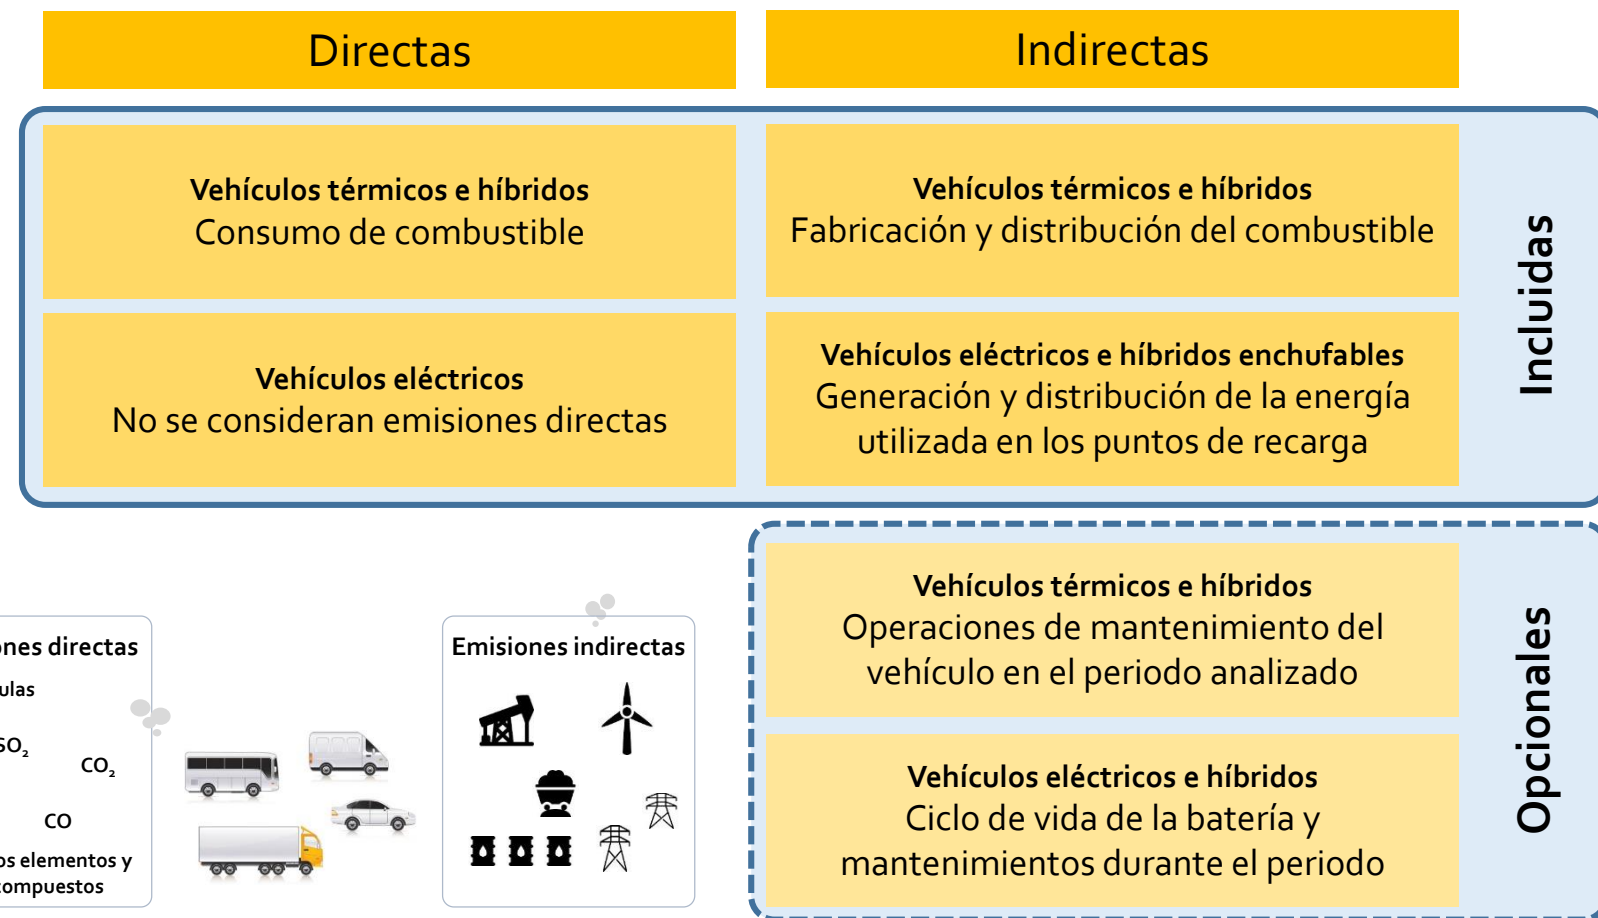 Directas
Indirectas
Vehículos térmicos e híbridos
Consumo de combustible
Vehículos térmicos e híbridos
Fabricación y distribución del combustible
Vehículos eléctricos
No se consideran emisiones directas
Vehículos eléctricos e híbridos enchufables
Generación y distribución de la energía
utilizada en los puntos de recarga
Incluidas
Vehículos térmicos e híbridos
Operaciones de mantenimiento del
vehículo en el periodo analizado
Vehículos eléctricos e híbridos
Ciclo de vida de la batería y
mantenimientos durante el periodo
Opcionales
directas
CO₂
CO
elementos y
Emisiones indirectas